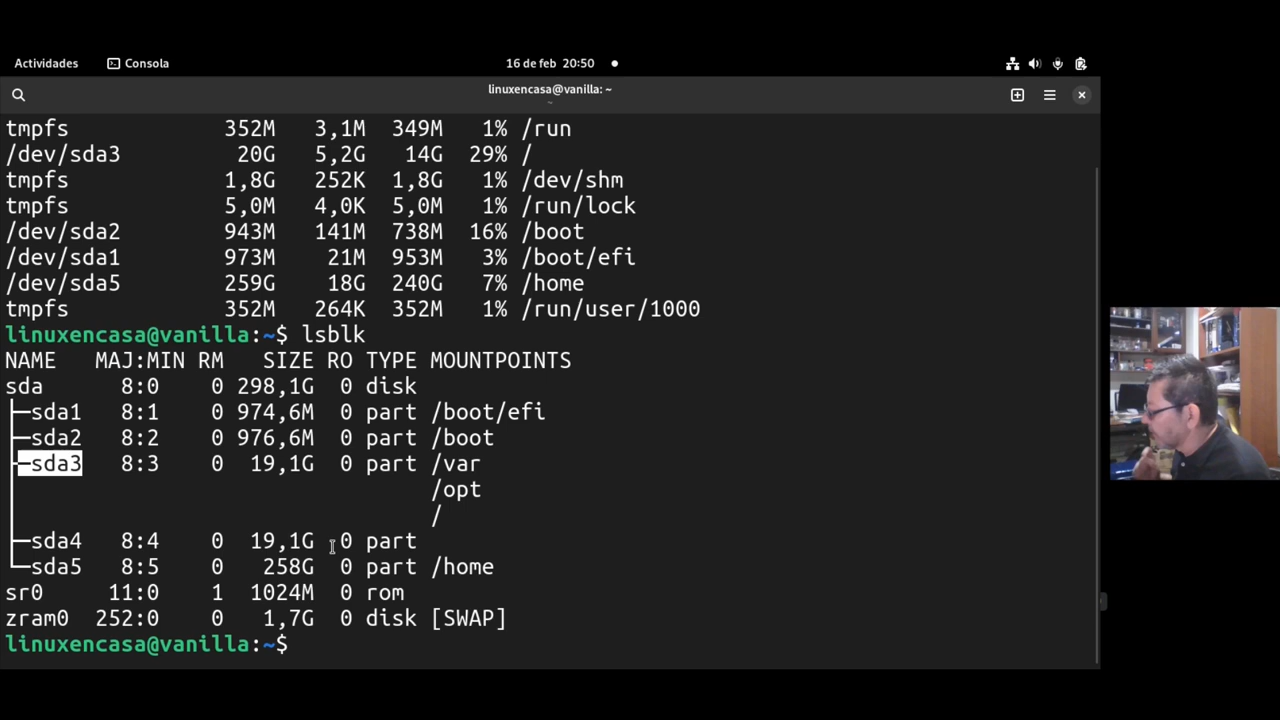 Actividades Consola 16 de feb 20:50
linuxencasa@vanilla: ~
~
tmpfs 352M 3,1M 349M 1% /run
/dev/sda3 20G 5,2G 14G 29% /
tmpfs 1,8G 252K 1,8G 1% /dev/shm
tmpfs 5,0M 4,0K 5,0M 1% /run/lock
/dev/sda2 943M 141M 738M 16% /boot
/dev/sda1 973M 21M 953M 3% /boot/efi
/dev/sda5 259G 18G 240G 7% /home
tmpfs 352M 264K 352M 1% /run/user/1000
linuxencasa@vanilla:~$ lsblk
NAME MAJ:MIN RM SIZE RO TYPE MOUNTPOINTS
sda 8:0 0 298,1G 0 disk
├─sda1 8:1 0 974,6M 0 part /boot/efi
├─sda2 8:2 0 976,6M 0 part /boot
├─sda3 8:3 0 19,1G 0 part /var
│ /opt
│ /
├─sda4 8:4 0 19,1G 0 part
└─sda5 8:5 0 258G 0 part /home
sr0 11:0 1 1024M 0 rom
zram0 252:0 0 1,7G 0 disk [SWAP]
linuxencasa@vanilla:~$